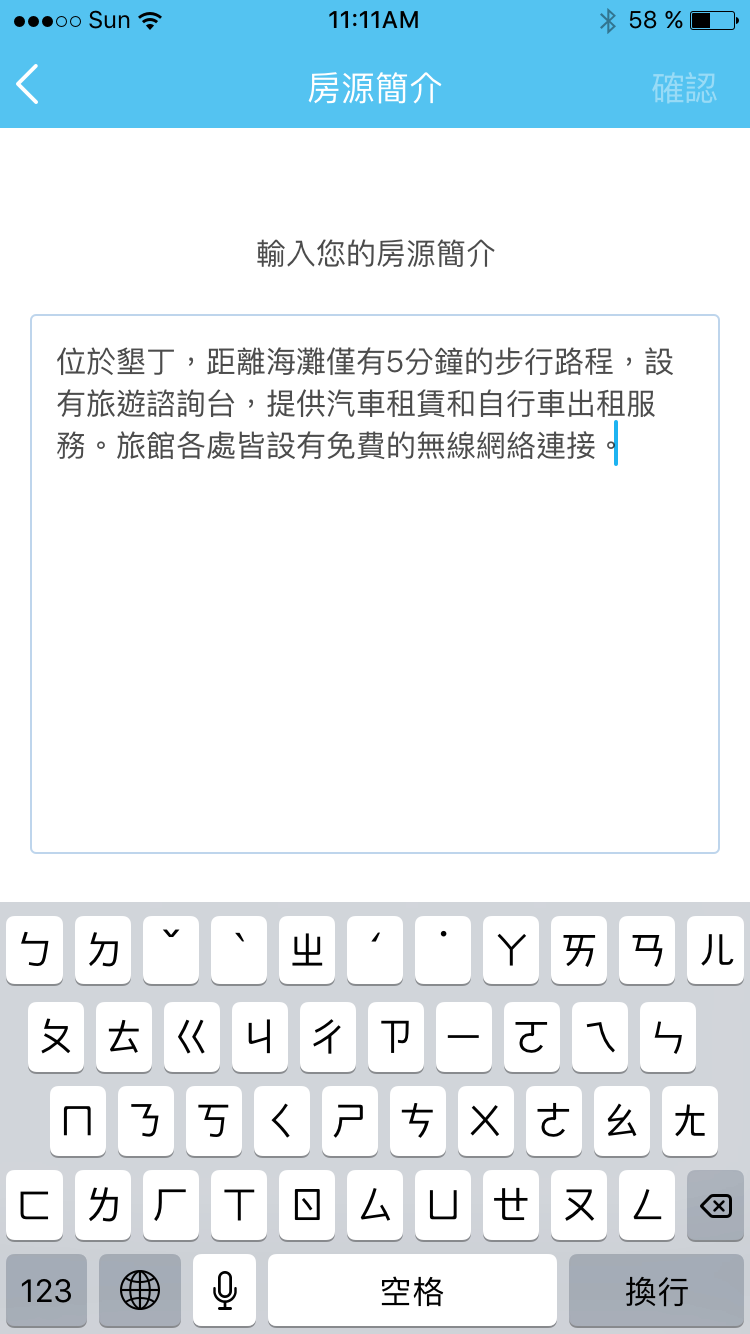 Sun 11:11AM 58 %
房源簡介 確認
輸入您的房源簡介
位於墾丁，距離海灘僅有5分鐘的步行路程，設
有旅遊諮詢台，提供汽車租賃和自行車出租服
務。旅館各處皆設有免費的無線網絡連接。
ㄅ ㄉ ˇ ˋ ㄓ ˊ ˙ ㄚ ㄞ ㄢ ㄦ
ㄆ ㄊ ㄍ ㄐ ㄔ ㄗ ㄧ ㄛ ㄟ ㄣ
ㄇ ㄋ ㄎ ㄑ ㄕ ㄘ ㄨ ㄜ ㄠ ㄤ
ㄈ ㄌ ㄏ ㄒ ㄖ ㄙ ㄩ ㄝ ㄡ ㄥ
123 空格 換行